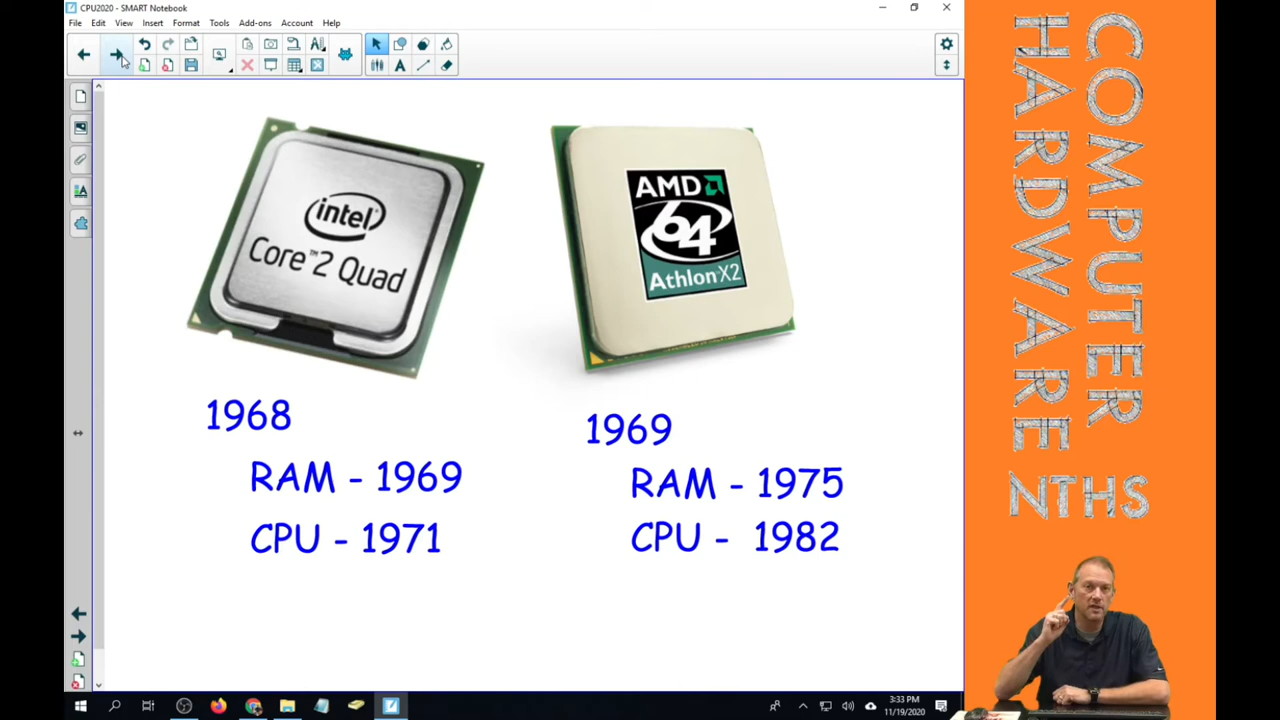 CPU2020 - SMART Notebook
File Edit View Insert Format Tools Add-ons Account Help
intel
Core™2 Quad
AMD
64
Athlon X2
1968
RAM - 1969
CPU - 1971
1969
RAM - 1975
CPU - 1982
COMPUTER
HARDWARE
NTHS
3:33 PM
11/19/2020